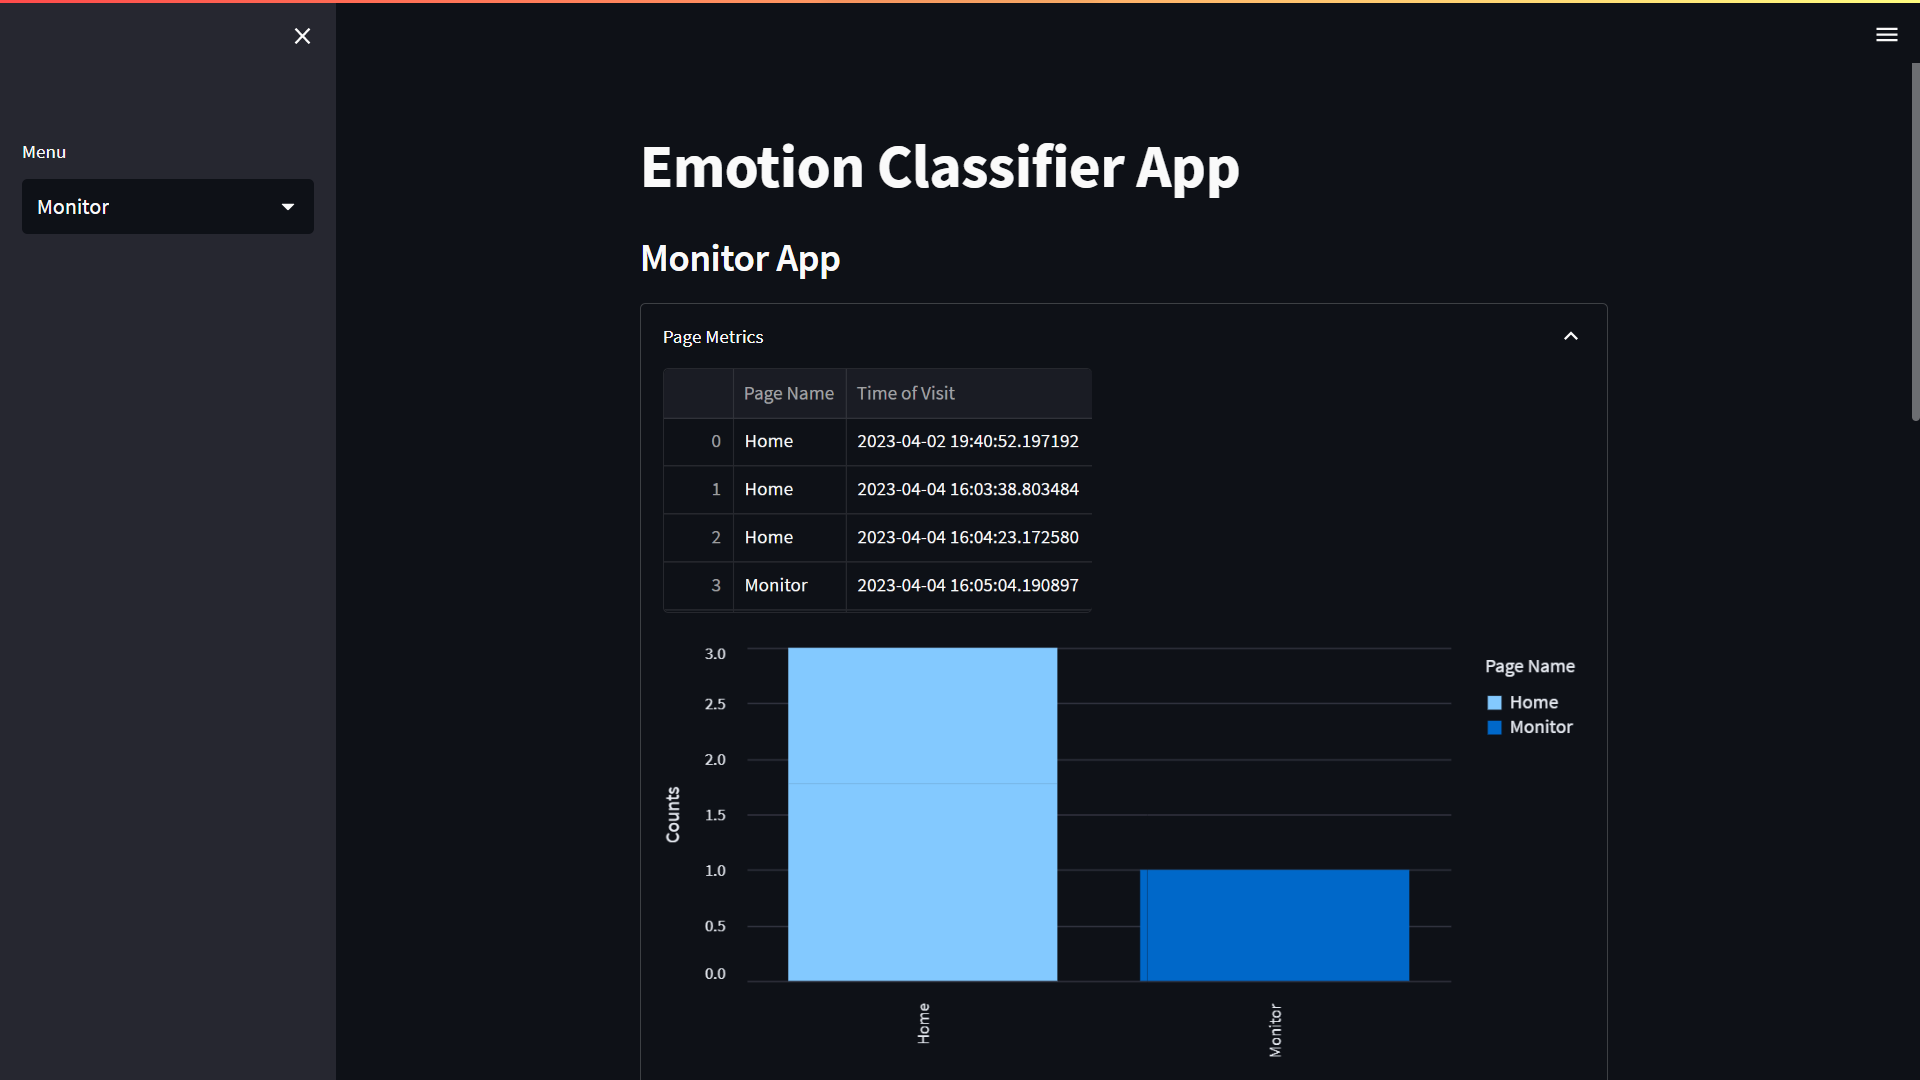 Menu
Monitor
Emotion Classifier App
Monitor App
Page Metrics
Page Name Time of Visit
0 Home 2023-04-02 19:40:52.197192
1 Home 2023-04-04 16:03:38.803484
2 Home 2023-04-04 16:04:23.172580
3 Monitor 2023-04-04 16:05:04.190897
3.0
2.5
2.0
1.5
1.0
0.5
0.0
Counts
Home
Monitor
Page Name
Home
Monitor